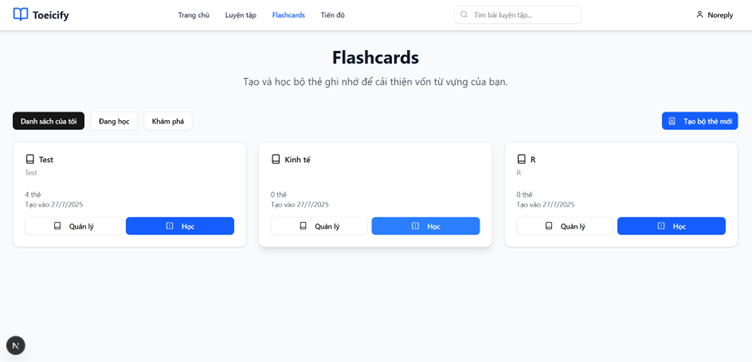 Toeicify
Trang chủ Luyện tập Flashcards Tiến độ
Tìm bài luyện tập...
Noreply
Flashcards
Tạo và học bộ thẻ ghi nhớ để cải thiện vốn từ vựng của bạn.
Danh sách của tôi Đang học Khám phá
Tạo bộ thẻ mới
Test
Test
4 thẻ
Tạo vào 27/7/2025
Quản lý Học
Kinh tế
0 thẻ
Tạo vào 27/7/2025
Quản lý Học
R
R
0 thẻ
Tạo vào 27/7/2025
Quản lý Học
N